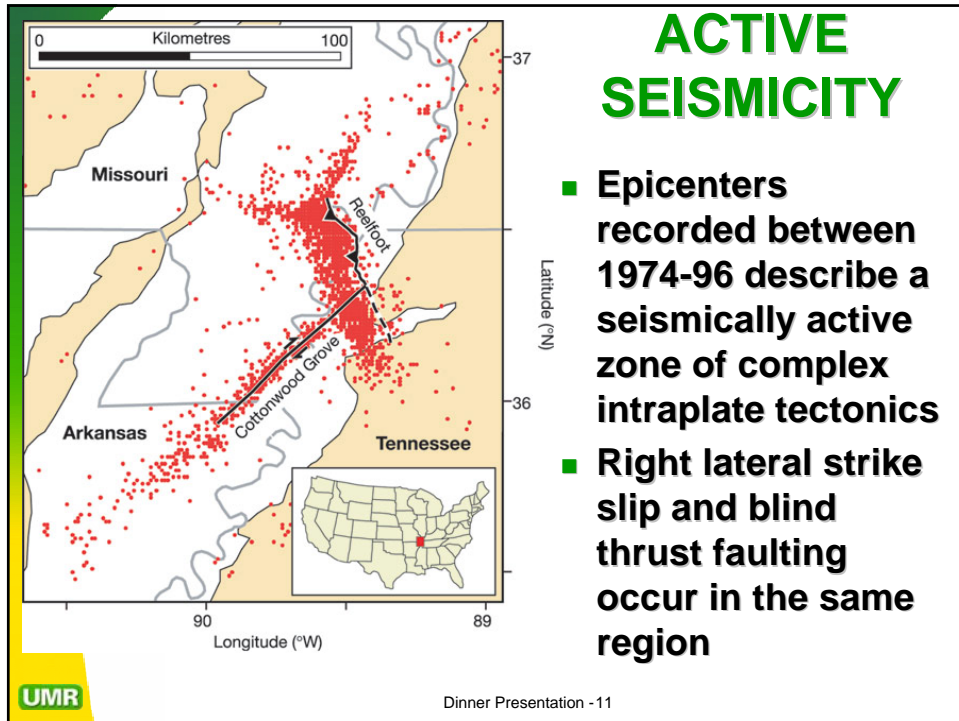 ACTIVE
SEISMICITY
0 Kilometres 100
37
Missouri
Reelfoot
Latitude (°N)
Cottonwood Grove
36
Arkansas
Tennessee
90
89
Longitude (°W)
Epicenters
recorded between
1974-96 describe a
seismically active
zone of complex
intraplate tectonics
Right lateral strike
slip and blind
thrust faulting
occur in the same
region
UMR
Dinner Presentation -11